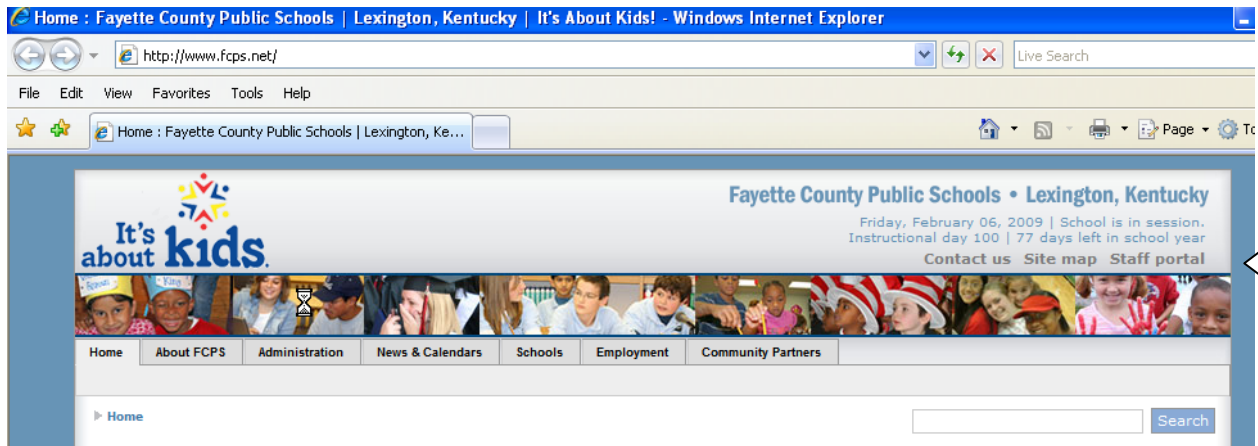 Home : Fayette County Public Schools | Lexington, Kentucky | It's About Kids! - Windows Internet Explorer
http://www.fcps.net/
Live Search
File Edit View Favorites Tools Help
Home : Fayette County Public Schools | Lexington, Ke...
Page
It's about kids.
Fayette County Public Schools • Lexington, Kentucky
Friday, February 06, 2009 | School is in session.
Instructional day 100 | 77 days left in school year
Contact us Site map Staff portal
Home About FCPS Administration News & Calendars Schools Employment Community Partners
Home
Search